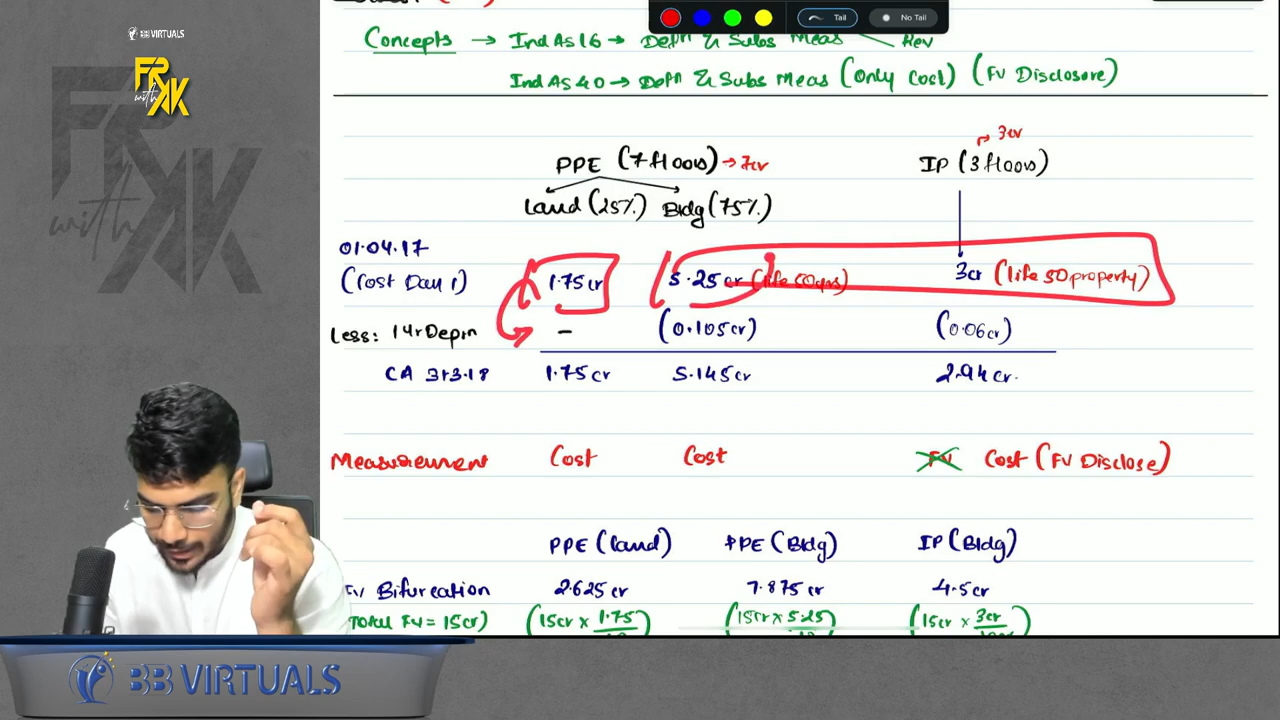 Tail
No Tail
BB VIRTUALS
FR
with
AK
FR
with
AK
Concepts → Ind AS 16 → Depn & Subs Meas Rev
Ind AS 40 → Depn & Subs Meas (Only Cost) (FV Disclosure)
PPE (7 floors) → 7cr
IP (3 floors) → 3cr
Land (25%) Bldg (75%)
01.04.17
(Cost Day 1) 1.75 cr 5.25 cr (life 50yrs) 3cr (life 50 property)
Less: 1 Yr Depn - (0.105 cr) (0.06 cr)
CA 31.3.18 1.75 cr 5.145 cr 2.94 cr.
Measurement Cost Cost FV Cost (FV Disclose)
PPE (land) PPE (Bldg) IP (Bldg)
Bifurcation 2.625 cr 7.875 cr 4.5 cr
Total FV = 15cr) (15cr x 1.75 (15cr x 5.25 (15cr x 3cr
BB VIRTUALS